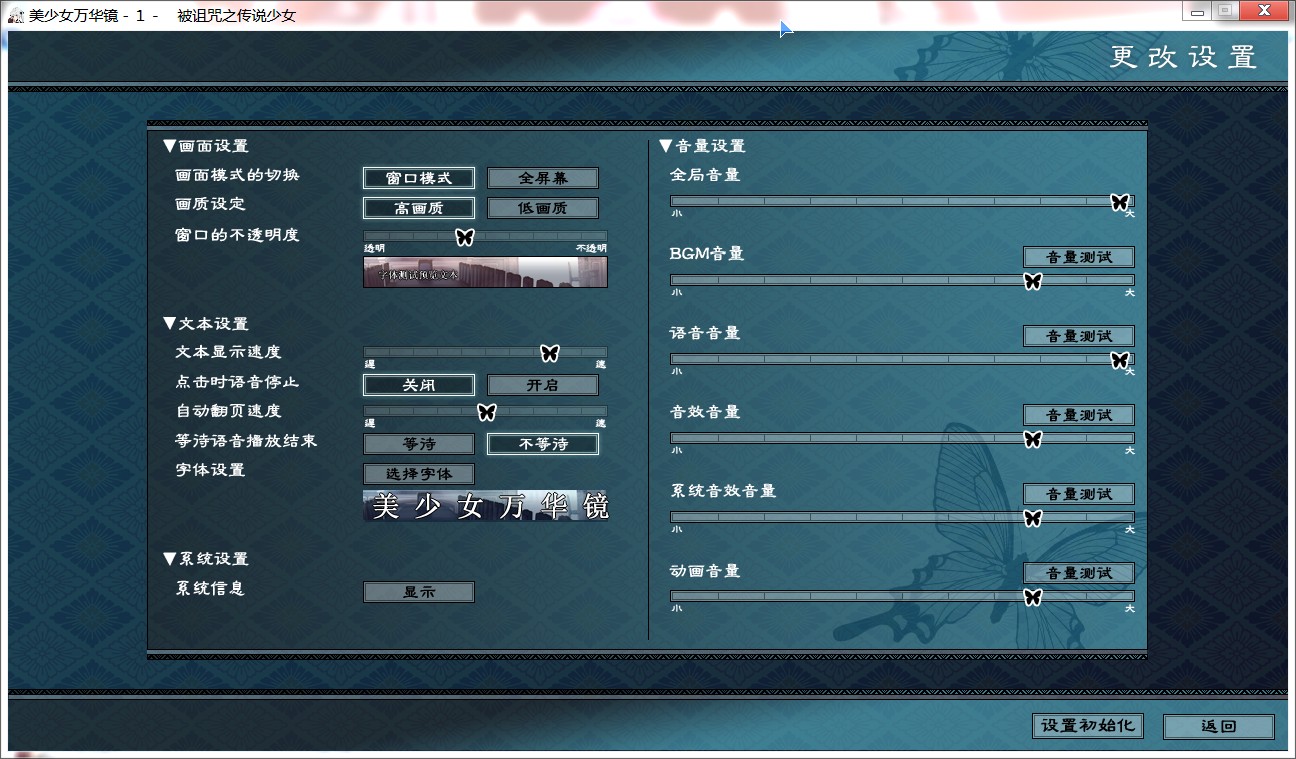 美少女万华镜 - 1 - 被诅咒之传说少女
更改设置
▼画面设置
画面模式的切换 窗口模式 全屏幕
画质设定 高画质 低画质
窗口的不透明度
透明 不透明
字体测试预览文本
▼文本设置
文本显示速度
遅 速
点击时语音停止 关闭 开启
自动翻页速度
遅 速
等待语音播放结束 等待 不等待
字体设置 选择字体
美少女万华镜
▼系统设置
系统信息 显示
▼音量设置
全局音量
小 大
BGM音量 音量测试
小 大
语音音量 音量测试
小 大
音效音量 音量测试
小 大
系统音效音量 音量测试
小 大
动画音量 音量测试
小 大
设置初始化 返回